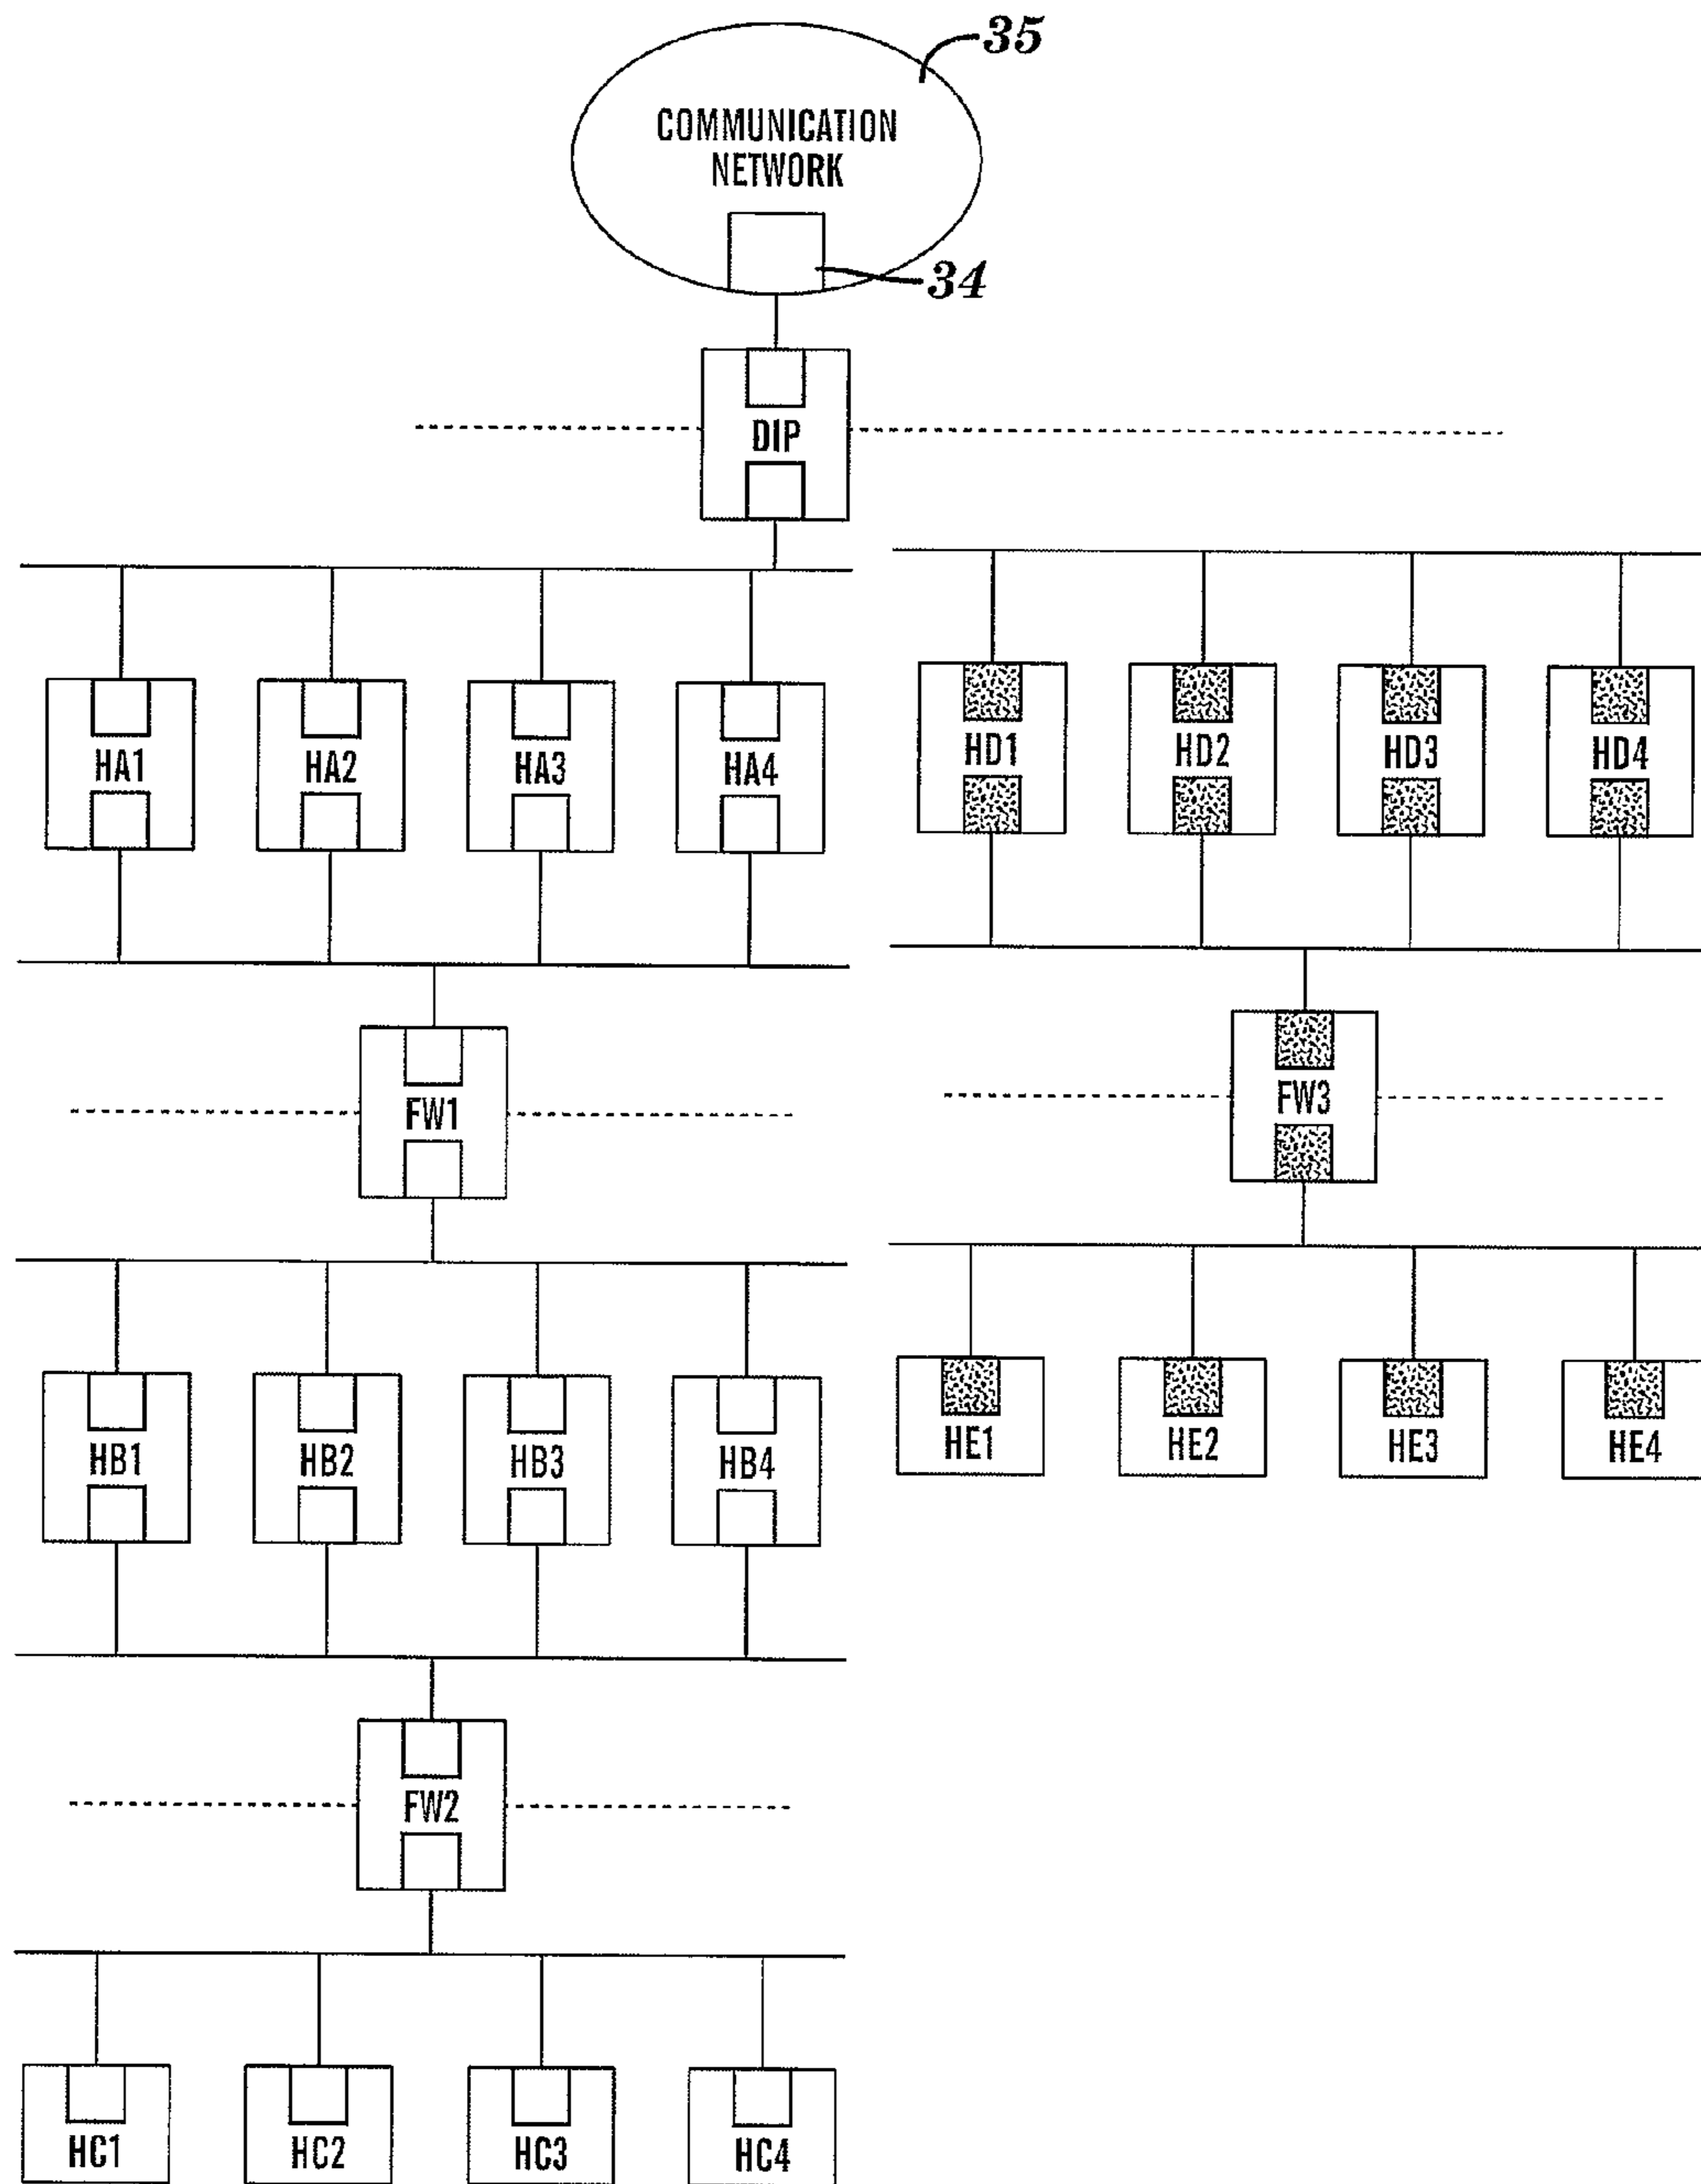 35
COMMUNICATION
NETWORK
34
DIP
HA1 HA2 HA3 HA4
HD1 HD2 HD3 HD4
FW1
FW3
HB1 HB2 HB3 HB4
HE1 HE2 HE3 HE4
FW2
HC1 HC2 HC3 HC4